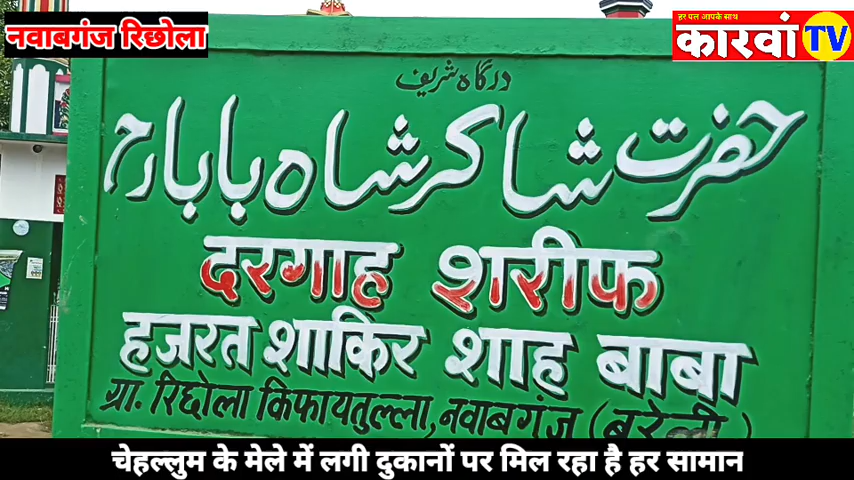 नवाबगंज रिछोला
हर पल आपके साथ
कारवां TV
درگاہ شریف
حضرت شاکر شاہ بابا رح
दरगाह शरीफ
हजरत शाकिर शाह बाबा
ग्रा. रिछोला किफायतुल्ला, नवाबगंज (बरेली)
चेहल्लुम के मेले में लगी दुकानों पर मिल रहा है हर सामान